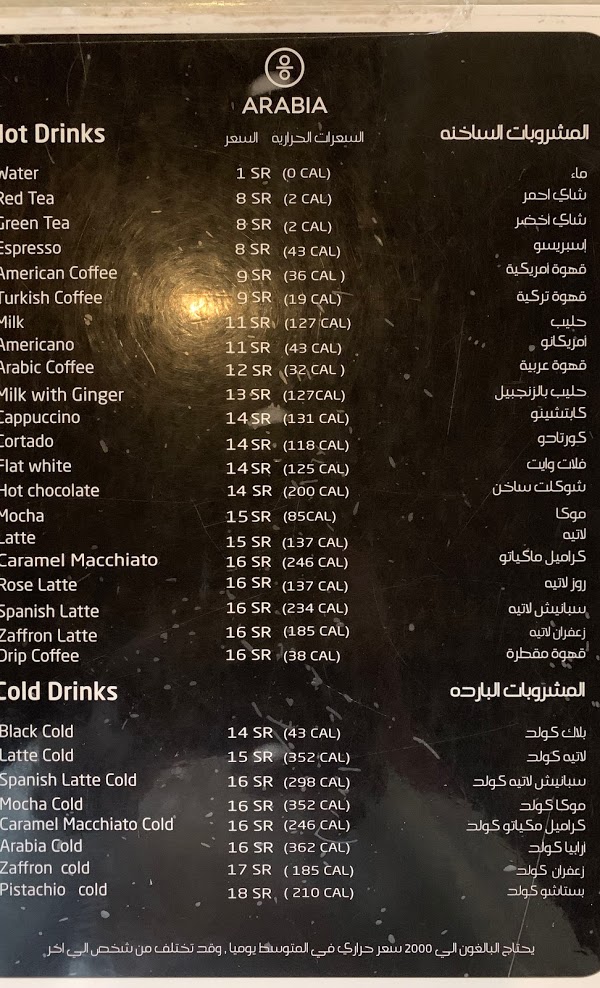 ARABIA
Hot Drinks السعر السعرات الحراريه المشروبات الساخنه
Water 1 SR (0 CAL) ماء
Red Tea 8 SR (2 CAL) شاي احمر
Green Tea 8 SR (2 CAL) شاي أخضر
Espresso 8 SR (43 CAL) إسبريسو
American Coffee 9 SR (36 CAL ) قهوة امريكية
Turkish Coffee 9 SR (19 CAL) قهوة تركية
Milk 11 SR (127 CAL) حليب
Americano 11 SR (43 CAL) امريكانو
Arabic Coffee 12 SR (32 CAL ) قهوة عربية
Milk with Ginger 13 SR (127CAL) حليب بالزنجبيل
Cappuccino 14 SR (131 CAL) كابتشينو
Cortado 14 SR (118 CAL) كورتادو
Flat white 14 SR (125 CAL) فلات وايت
Hot chocolate 14 SR (200 CAL) شوكلت ساخن
Mocha 15 SR (85CAL) موكا
Latte 15 SR (137 CAL) لاتيه
Caramel Macchiato 16 SR (246 CAL) كراميل ماكياتو
Rose Latte 16 SR (137 CAL) روز لاتيه
Spanish Latte 16 SR (234 CAL) سبانيش لاتيه
Zaffron Latte 16 SR (185 CAL) زعفران لاتيه
Drip Coffee 16 SR (38 CAL) قهوة مقطرة
Cold Drinks المشروبات البارده
Black Cold 14 SR (43 CAL) بلاك كولد
Latte Cold 15 SR (352 CAL) لاتيه كولد
Spanish Latte Cold 16 SR (298 CAL) سبانيش لاتيه كولد
Mocha Cold 16 SR (352 CAL) موكا كولد
Caramel Macchiato Cold 16 SR (246 CAL) كراميل مكياتو كولد
Arabia Cold 16 SR (362 CAL) ارابيا كولد
Zaffron cold 17 SR ( 185 CAL) زعفران كولد
Pistachio cold 18 SR ( 210 CAL) بستاشو كولد
يحتاج البالغون الي 2000 سعر حراري في المتوسط يوميا , وقد تختلف من شخص الي اخر